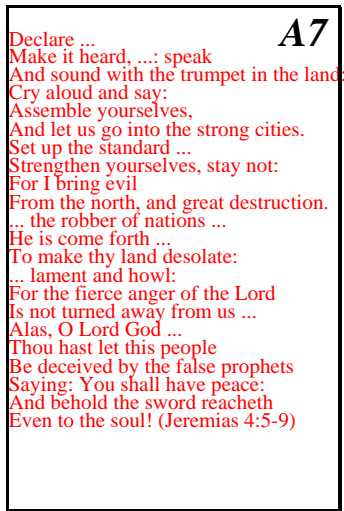 A7
Declare ...
Make it heard, ...: speak
And sound with the trumpet in the land:
Cry aloud and say:
Assemble yourselves,
And let us go into the strong cities.
Set up the standard ...
Strengthen yourselves, stay not:
For I bring evil
From the north, and great destruction.
... the robber of nations ...
He is come forth ...
To make thy land desolate:
... lament and howl:
For the fierce anger of the Lord
Is not turned away from us ...
Alas, O Lord God ...
Thou hast let this people
Be deceived by the false prophets
Saying: You shall have peace:
And behold the sword reacheth
Even to the soul! (Jeremias 4:5-9)